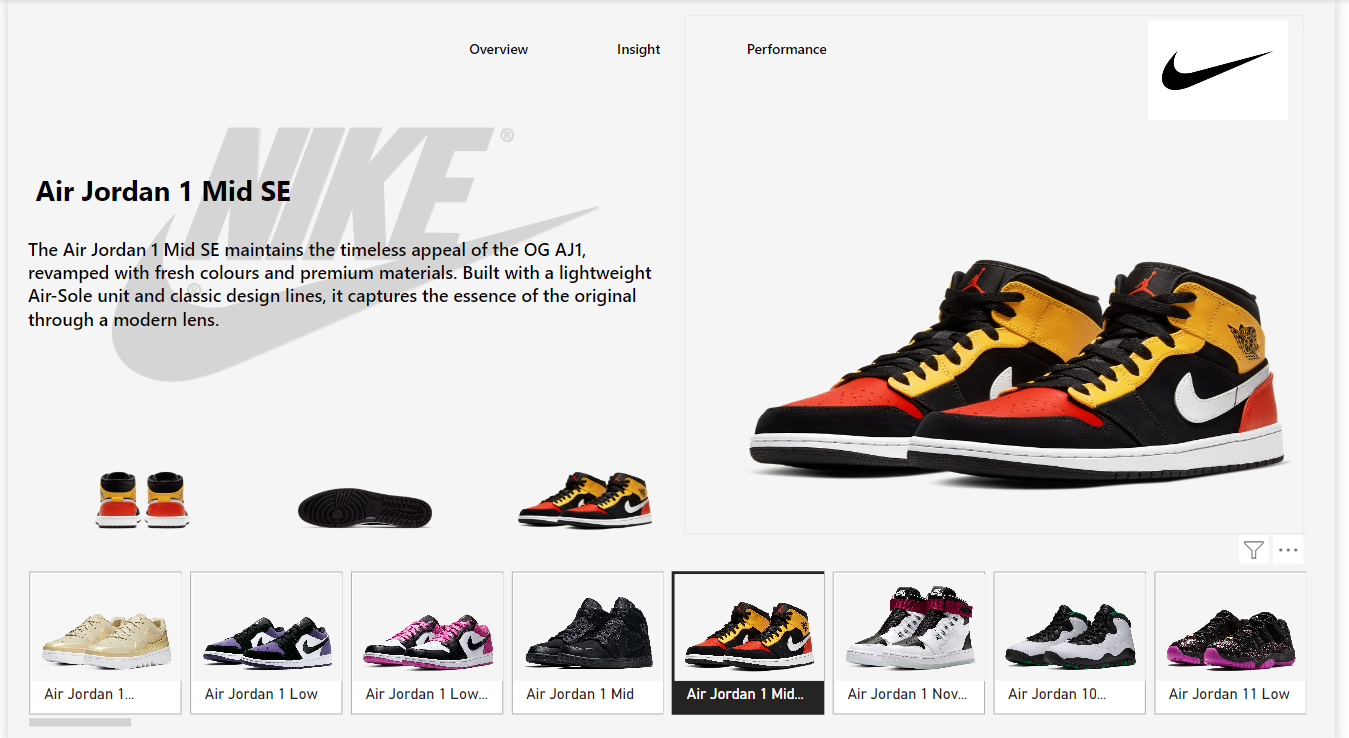 Overview Insight Performance
NIKE®
Air Jordan 1 Mid SE
The Air Jordan 1 Mid SE maintains the timeless appeal of the OG AJ1,
revamped with fresh colours and premium materials. Built with a lightweight
Air-Sole unit and classic design lines, it captures the essence of the original
through a modern lens.
®
Air Jordan 1...
Air Jordan 1 Low
Air Jordan 1 Low...
Air Jordan 1 Mid
Air Jordan 1 Mid...
Air Jordan 1 Nov...
Air Jordan 10...
Air Jordan 11 Low